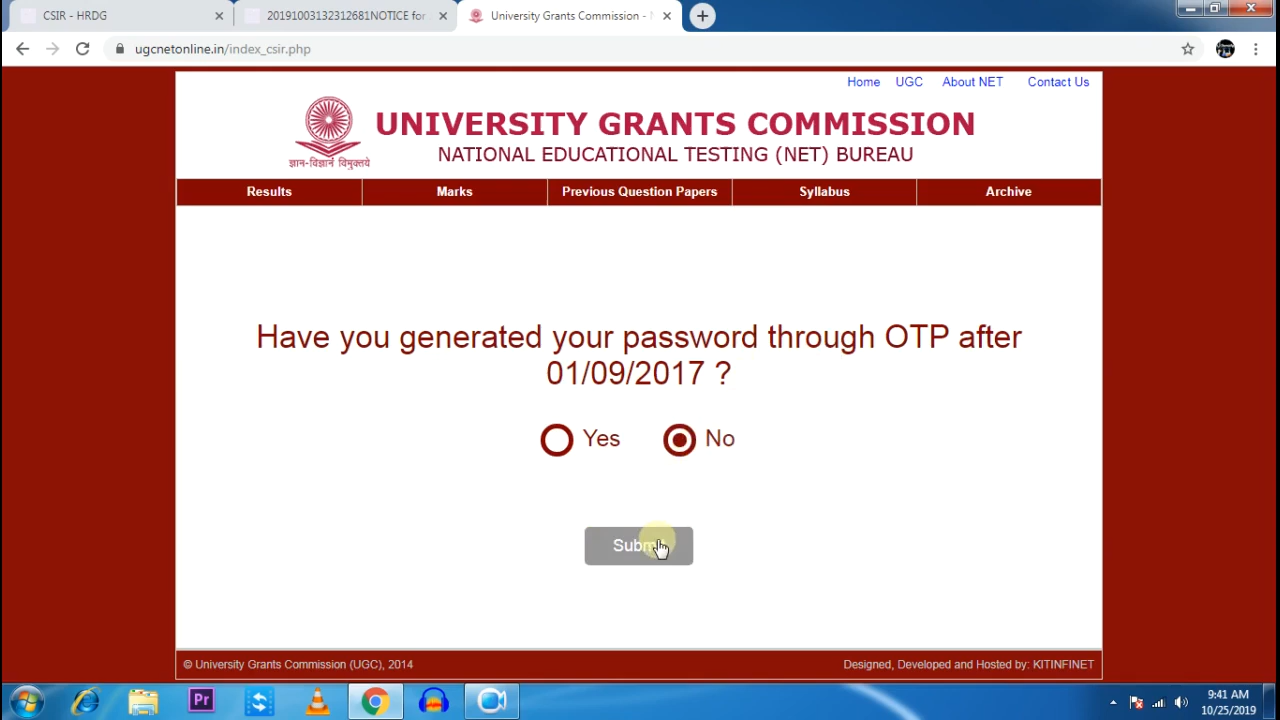 CSIR - HRDG
20191003132312681NOTICE for
University Grants Commission -
ugcnetonline.in/index_csir.php
Home UGC About NET Contact Us
UNIVERSITY GRANTS COMMISSION
NATIONAL EDUCATIONAL TESTING (NET) BUREAU
ज्ञान-विज्ञानं विमुक्तये
Results Marks Previous Question Papers Syllabus Archive
Have you generated your password through OTP after
01/09/2017 ?
Yes No
© University Grants Commission (UGC), 2014 Designed, Developed and Hosted by: KITINFINET
Pr
9:41 AM
10/25/2019